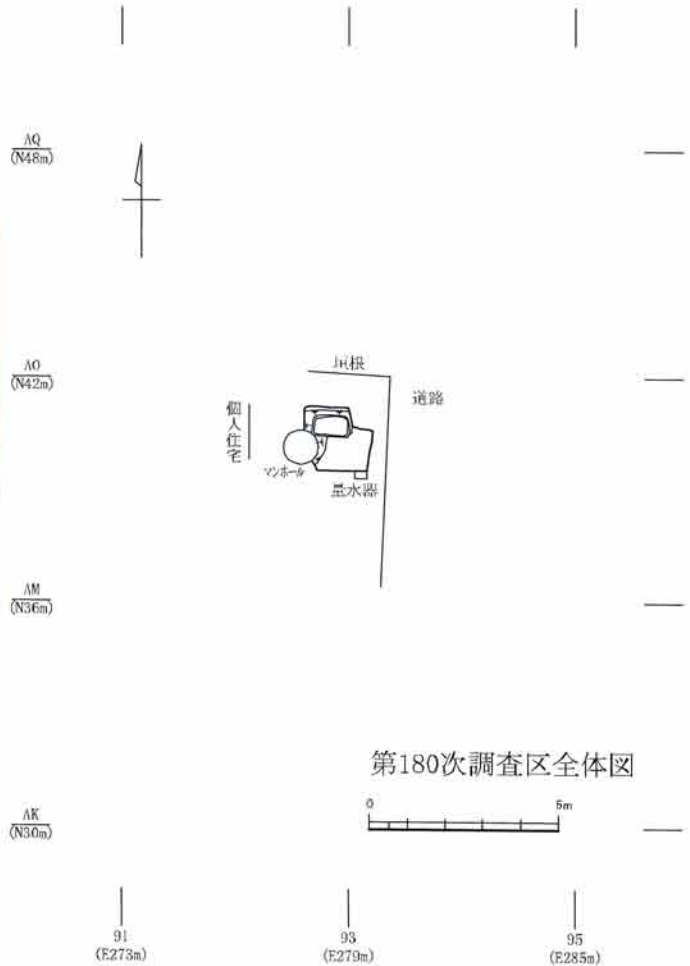 AQ
(N48m)
AO
(N42m)
道路
個人住宅
マンホール
量水器
AM
(N36m)
第180次調査区全体図
0 5m
AK
(N30m)
91
(E273m)
93
(E279m)
95
(E285m)